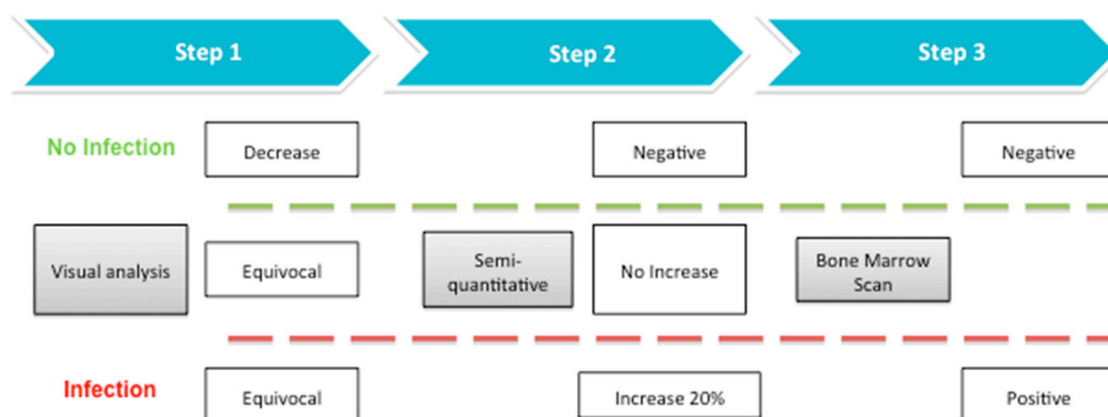 Step 1
Step 2
Step 3
No Infection
Decrease
Negative
Negative
Visual analysis
Equivocal
Semi-
quantitative
No Increase
Bone Marrow
Scan
Infection
Equivocal
Increase 20%
Positive